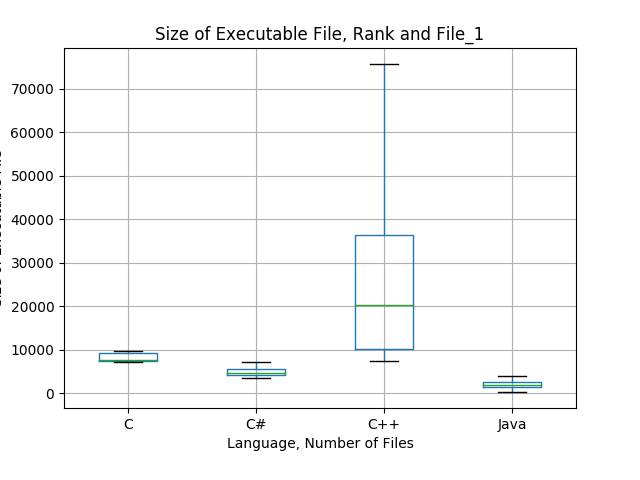 Size of Executable File, Rank and File_1
70000
60000
50000
40000
30000
20000
10000
0
C
C#
C++
Java
Language, Number of Files